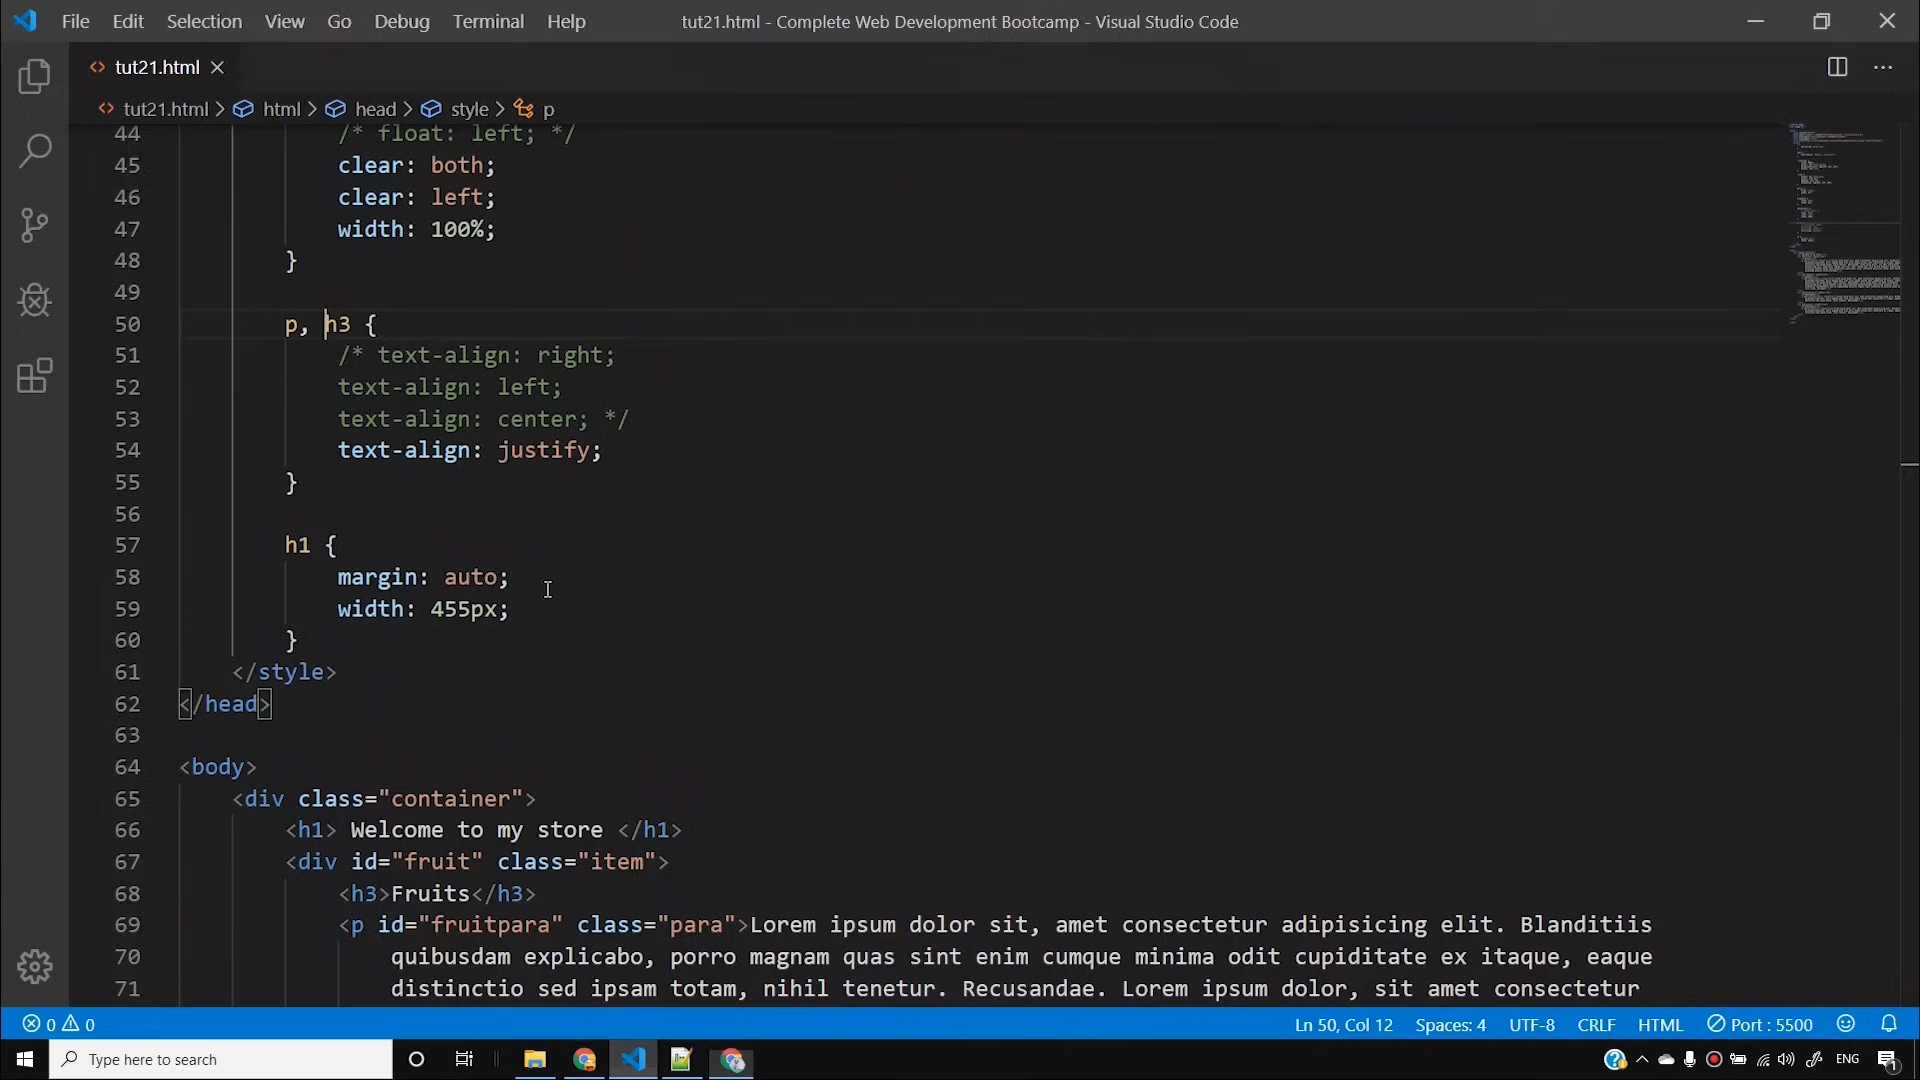 File Edit Selection View Go Debug Terminal Help tut21.html - Complete Web Development Bootcamp - Visual Studio Code
tut21.html
tut21.html > html > head > style > p
44 /* float: left; */
45 clear: both;
46 clear: left;
47 width: 100%;
48 }
49
50 p, h3 {
51 /* text-align: right;
52 text-align: left;
53 text-align: center; */
54 text-align: justify;
55 }
56
57 h1 {
58 margin: auto;
59 width: 455px;
60 }
61 </style>
62 </head>
63
64 <body>
65 <div class="container">
66 <h1> Welcome to my store </h1>
67 <div id="fruit" class="item">
68 <h3>Fruits</h3>
69 <p id="fruitpara" class="para">Lorem ipsum dolor sit, amet consectetur adipisicing elit. Blanditiis
70 quibusdam explicabo, porro magnam quas sint enim cumque minima odit cupiditate ex itaque, eaque
71 distinctio sed ipsam totam, nihil tenetur. Recusandae. Lorem ipsum dolor, sit amet consectetur
0 0 Ln 50, Col 12 Spaces: 4 UTF-8 CRLF HTML Port : 5500
Type here to search ENG 1